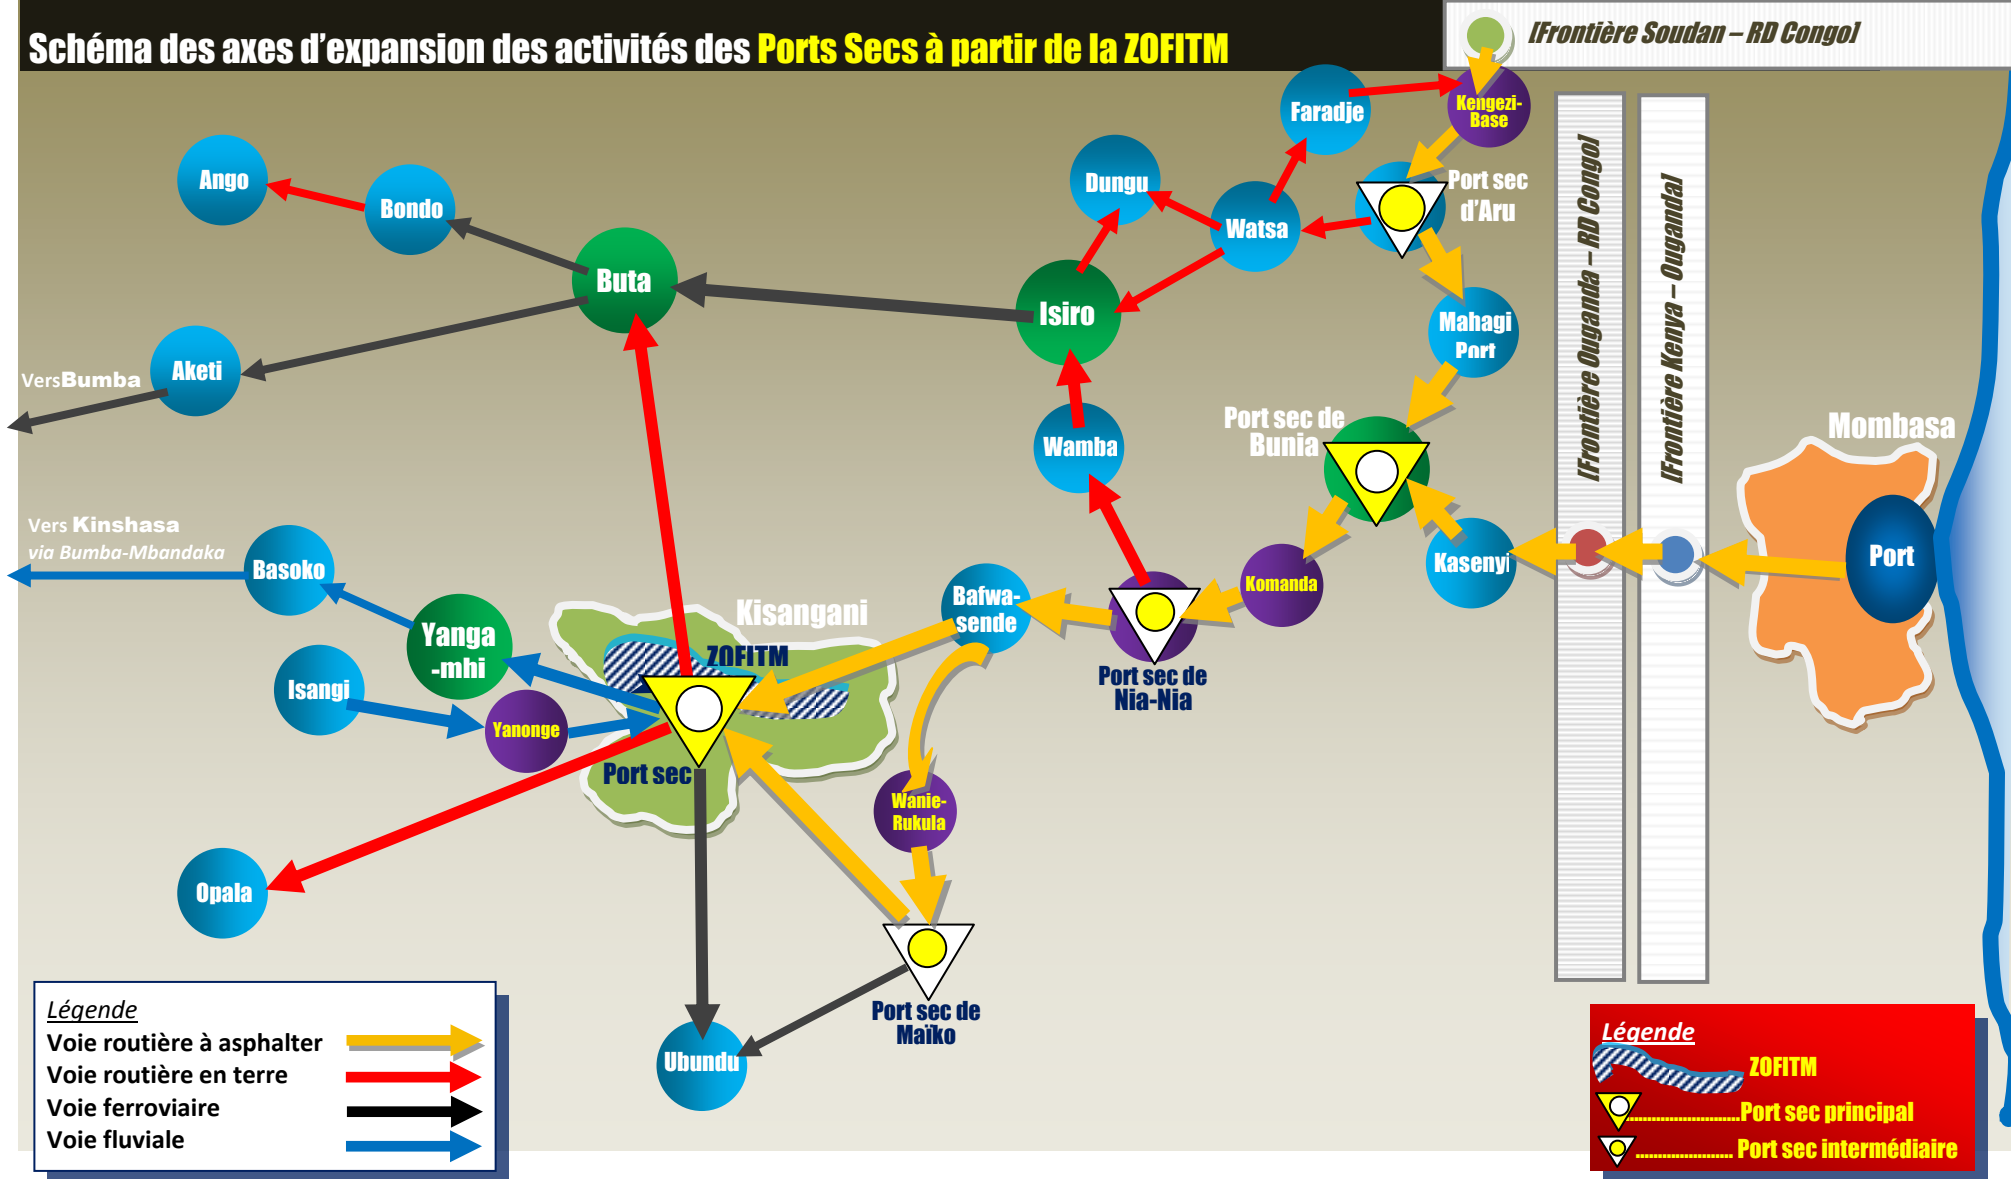 Schéma des axes d’expansion des activités des Ports Secs à partir de la ZOFITM
[Frontière Soudan – RD Congo]
Faradje
Kengezi-
Base
Ango
Bondo
Dungu
Watsa
Port sec
d’Aru
Buta
Isiro
Mahagi
Port
[Frontière Ouganda – RD Congo]
[Frontière Kenya – Ouganda]
Aketi
VersBumba
Wamba
Port sec de
Bunia
Mombasa
Vers Kinshasa
via Bumba-Mbandaka
Basoko
Kasenyi
Port
Komanda
Bafwa-
sende
Kisangani
Yanga
-mbi
ZOFITM
Port sec de
Nia-Nia
Isangi
Yanonge
Port sec
Wanie-
Rukula
Opala
Port sec de
Maïko
Ubundu
Légende
Voie routière à asphalter
Voie routière en terre
Voie ferroviaire
Voie fluviale
Légende
ZOFITM
Port sec principal
Port sec intermédiaire